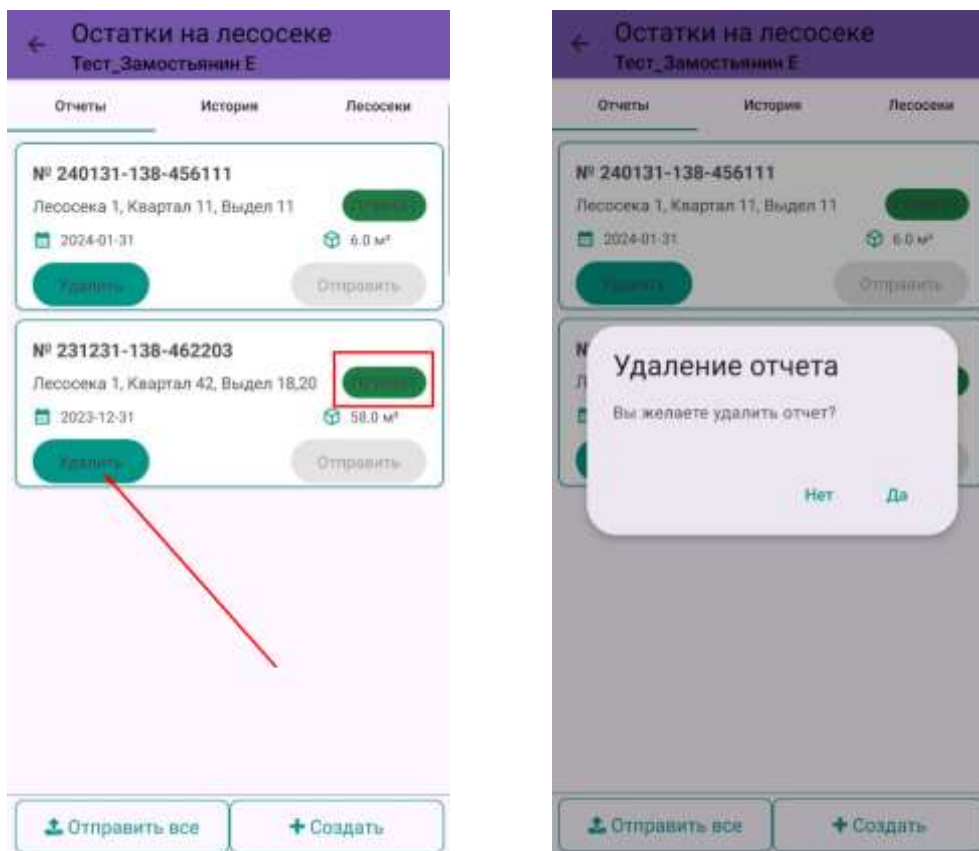 Остатки на лесосеке
Тест_Замостьянин Е
Отчеты История Лесосеки
№ 240131-138-456111
Лесосека 1, Квартал 11, Выдел 11
2024-01-31 6.0 м³
Удалить Отправить
№ 231231-138-462203
Лесосека 1, Квартал 42, Выдел 18,20
2023-12-31 58.0 м³
Удалить Отправить
Отправить все + Создать
Остатки на лесосеке
Тест_Замостьянин Е
Отчеты История Лесосеки
№ 240131-138-456111
Лесосека 1, Квартал 11, Выдел 11
2024-01-31 6.0 м³
Удалить Отправить
Удаление отчета
Вы желаете удалить отчет?
Нет Да
Отправить все + Создать